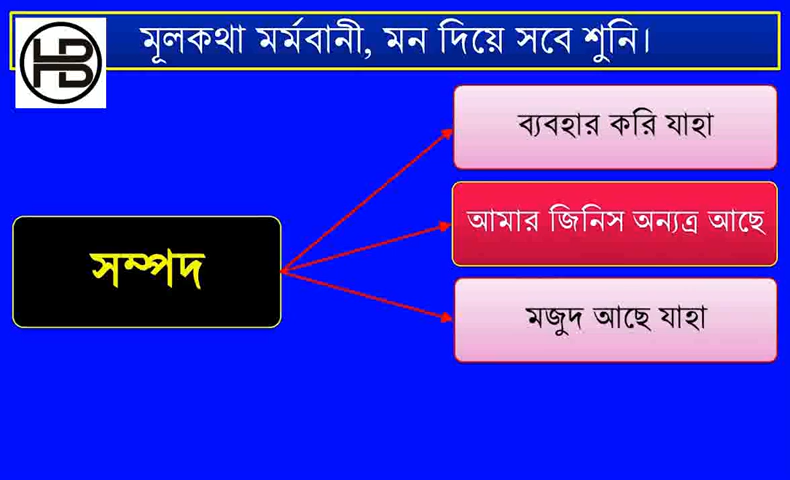 মূলকথা মর্মবানী, মন দিয়ে সবে শুনি।
ব্যবহার করি যাহা
আমার জিনিস অন্যত্র আছে
সম্পদ
মজুদ আছে যাহা